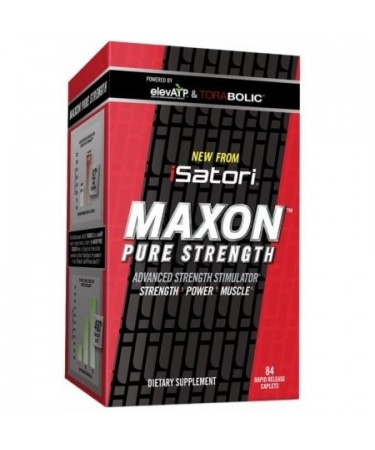 POWERED BY
elevATP & TORABOLIC®
NEW FROM
iSatori
MAXON™
PURE STRENGTH
ADVANCED STRENGTH STIMULATOR*
STRENGTH • POWER • MUSCLE*
DIETARY SUPPLEMENT
84
RAPID RELEASE
CAPLETS
MAXON PURE STRENGTH